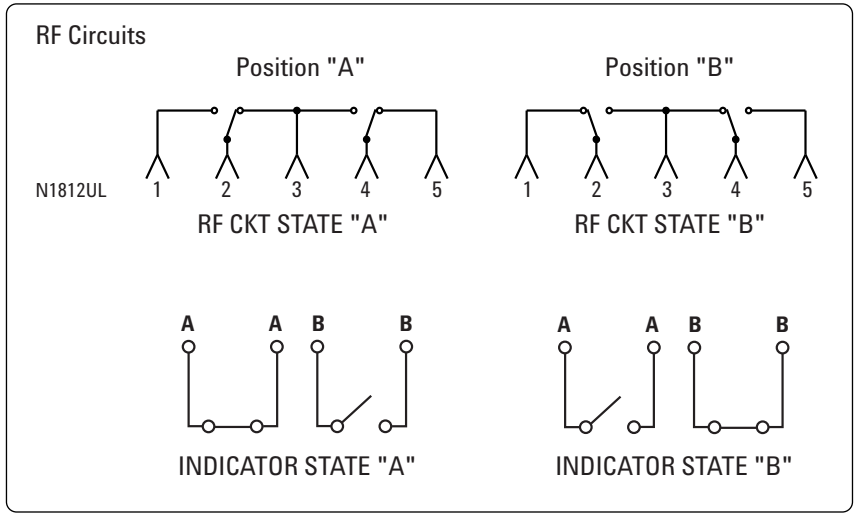 RF Circuits
Position "A" Position "B"
N1812UL 1 2 3 4 5 1 2 3 4 5
RF CKT STATE "A" RF CKT STATE "B"
A A B B A A B B
INDICATOR STATE "A" INDICATOR STATE "B"